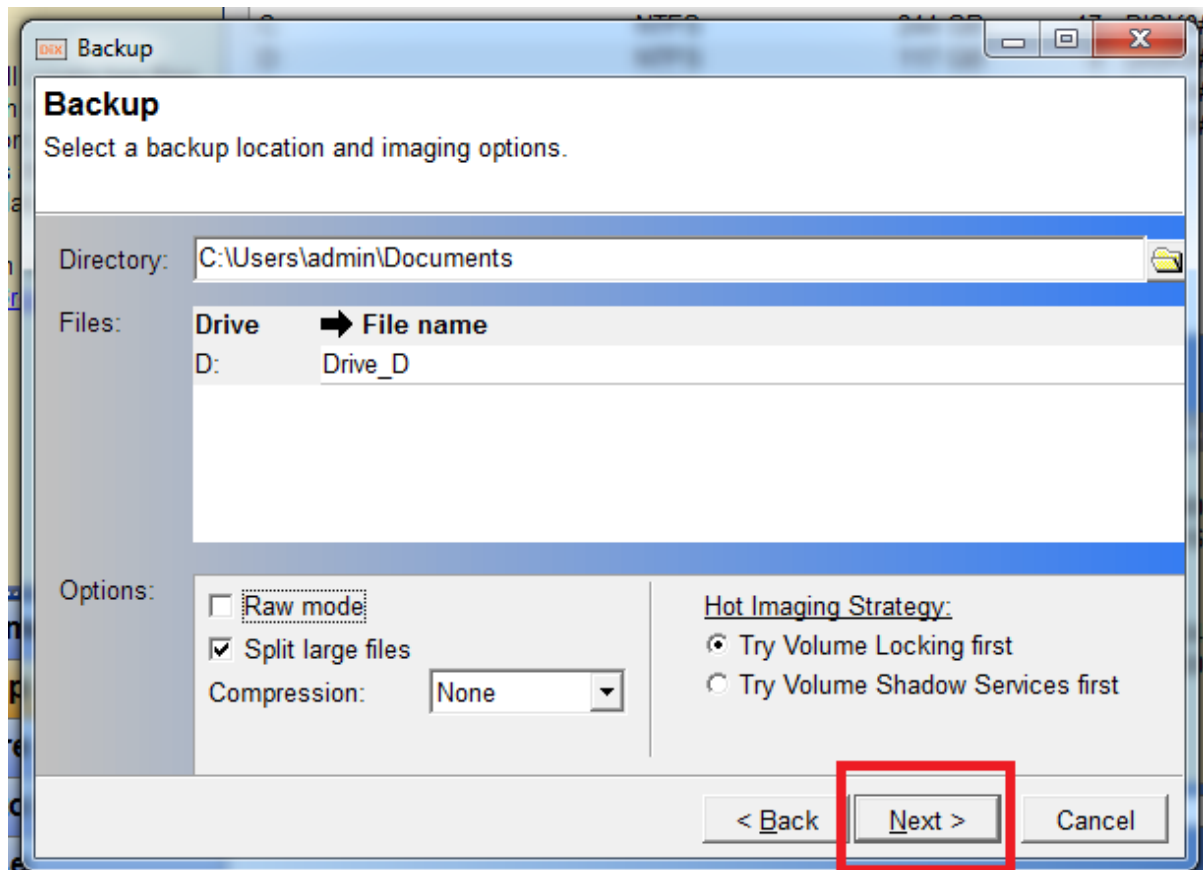 DiX Backup
Backup
Select a backup location and imaging options.
Directory: C:\Users\admin\Documents
Files: Drive File name
D: Drive_D
Options: Raw mode Hot Imaging Strategy:
Split large files Try Volume Locking first
Compression: None Try Volume Shadow Services first
< Back Next > Cancel